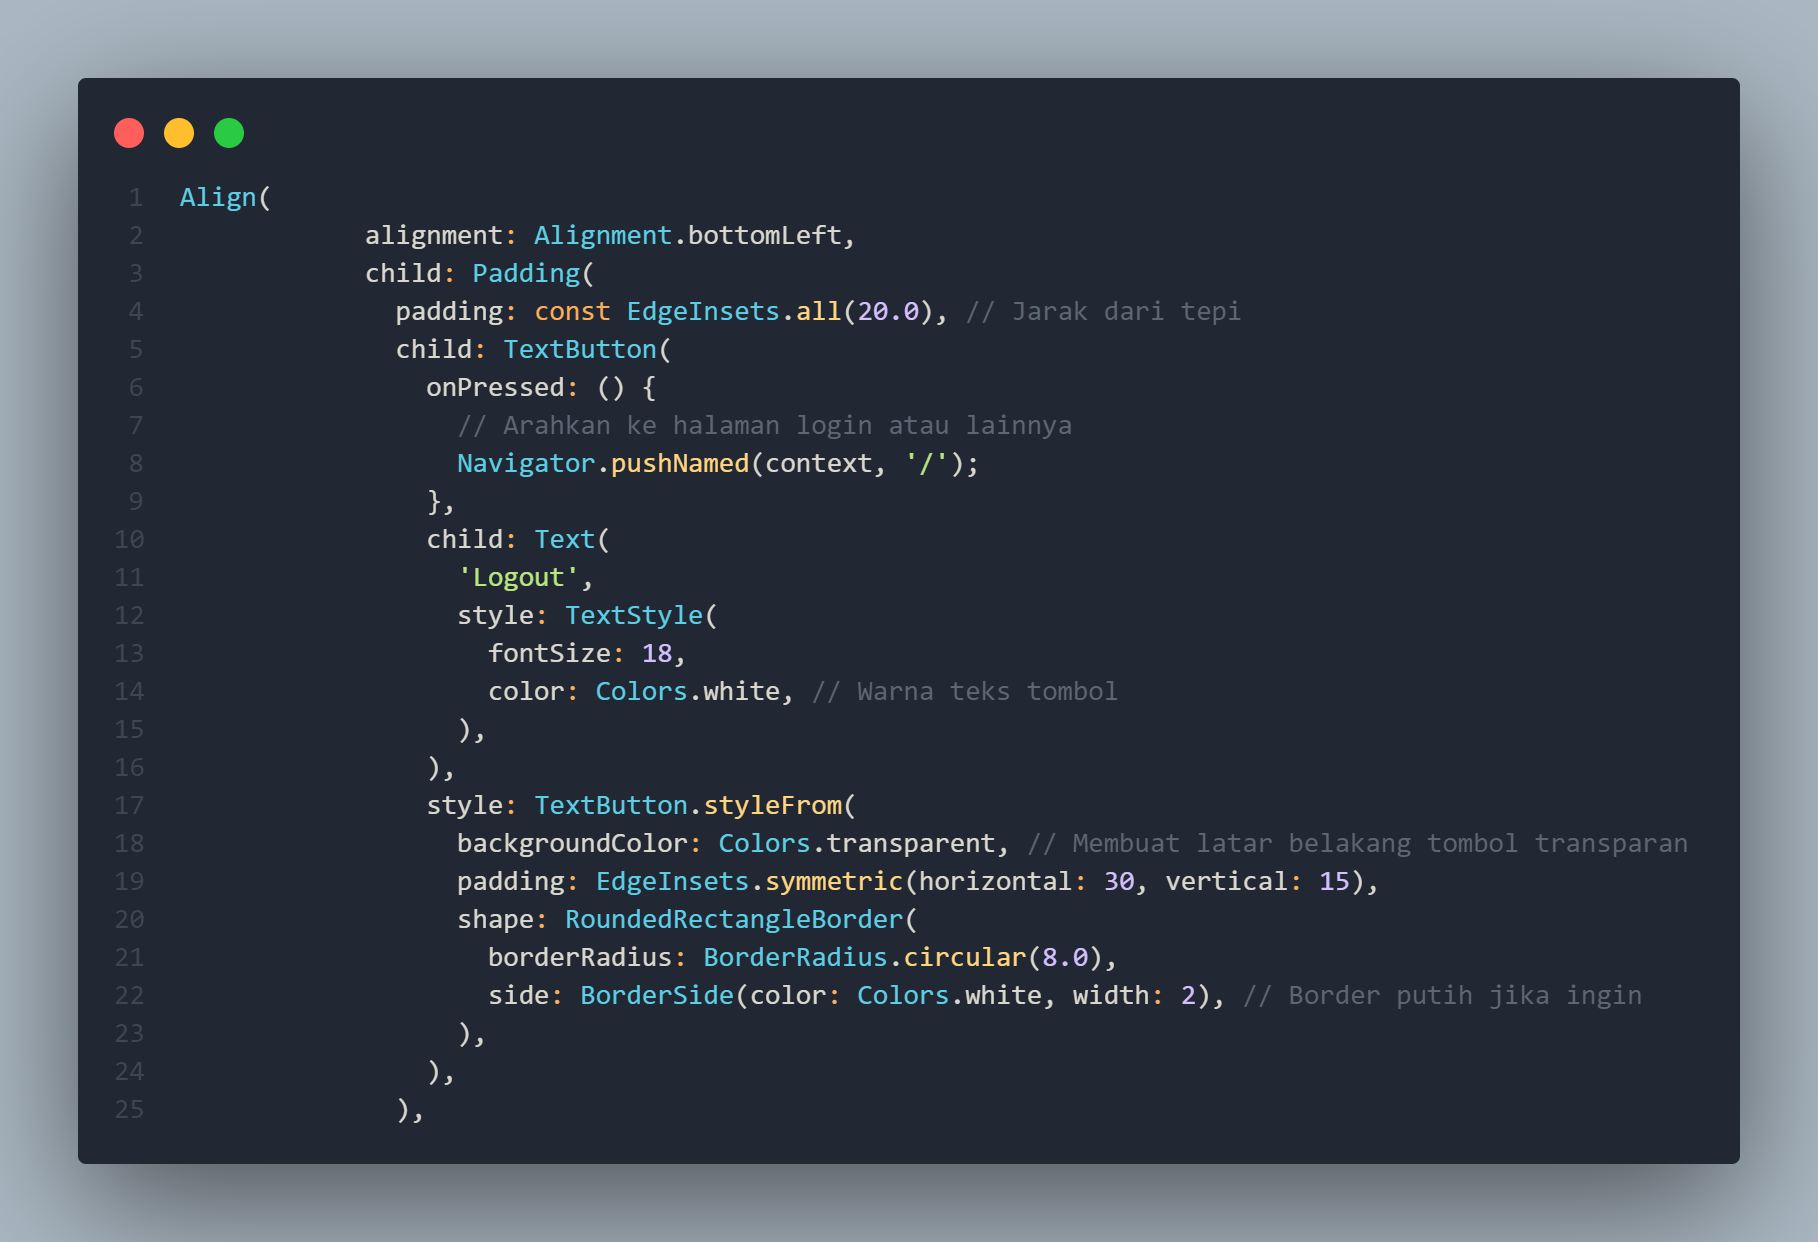 1 Align(
2 alignment: Alignment.bottomLeft,
3 child: Padding(
4 padding: const EdgeInsets.all(20.0), // Jarak dari tepi
5 child: TextButton(
6 onPressed: () {
7 // Arahkan ke halaman login atau lainnya
8 Navigator.pushNamed(context, '/');
9 },
10 child: Text(
11 'Logout',
12 style: TextStyle(
13 fontSize: 18,
14 color: Colors.white, // Warna teks tombol
15 ),
16 ),
17 style: TextButton.styleFrom(
18 backgroundColor: Colors.transparent, // Membuat latar belakang tombol transparan
19 padding: EdgeInsets.symmetric(horizontal: 30, vertical: 15),
20 shape: RoundedRectangleBorder(
21 borderRadius: BorderRadius.circular(8.0),
22 side: BorderSide(color: Colors.white, width: 2), // Border putih jika ingin
23 ),
24 ),
25 ),